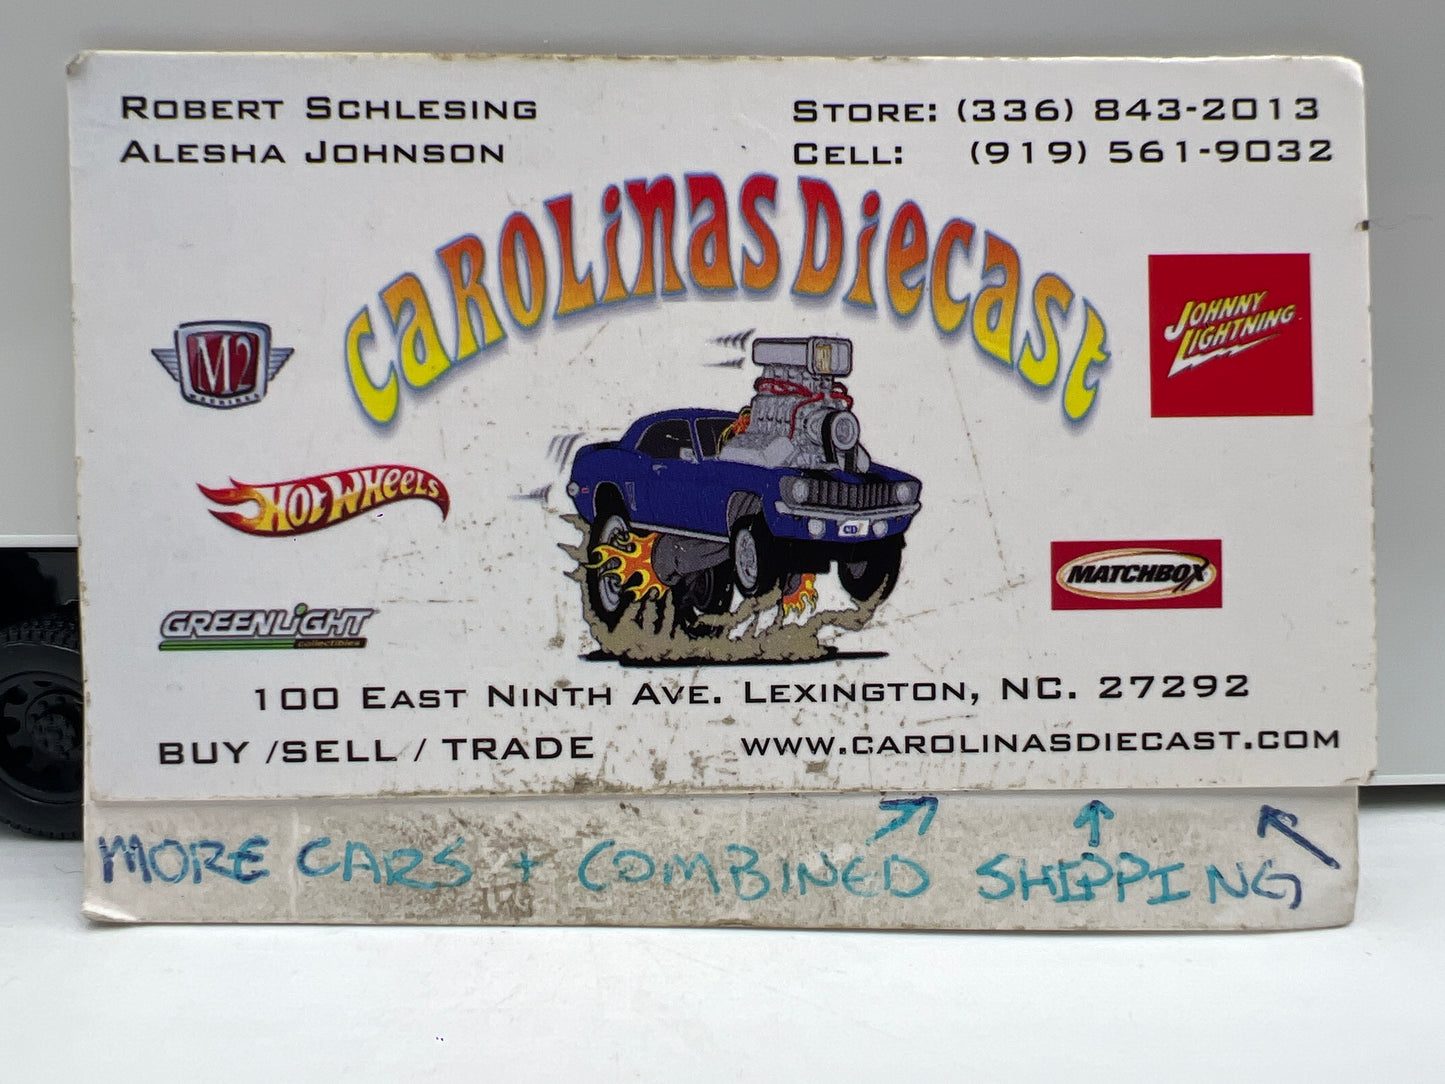 ROBERT SCHLESING
ALESHA JOHNSON
STORE: (336) 843-2013
CELL: (919) 561-9032
CAROLINAS DIECAST
M2
MACHINES
JOHNNY
LIGHTNING
HOT WHEELS
MATCHBOX
GREENLIGHT
collectibles
100 EAST NINTH AVE. LEXINGTON, NC. 27292
BUY /SELL / TRADE
WWW.CAROLINASDIECAST.COM
MORE CARS + COMBINED SHIPPING